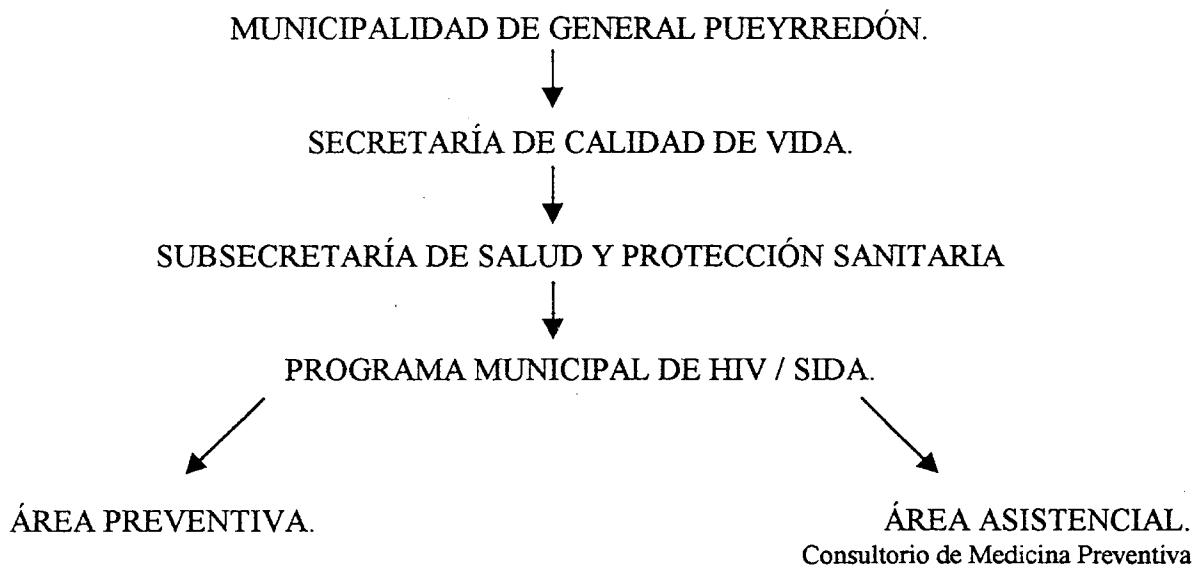 MUNICIPALIDAD DE GENERAL PUEYRREDÓN.
SECRETARÍA DE CALIDAD DE VIDA.
SUBSECRETARÍA DE SALUD Y PROTECCIÓN SANITARIA
PROGRAMA MUNICIPAL DE HIV / SIDA.
ÁREA PREVENTIVA.
ÁREA ASISTENCIAL.
Consultorio de Medicina Preventiva